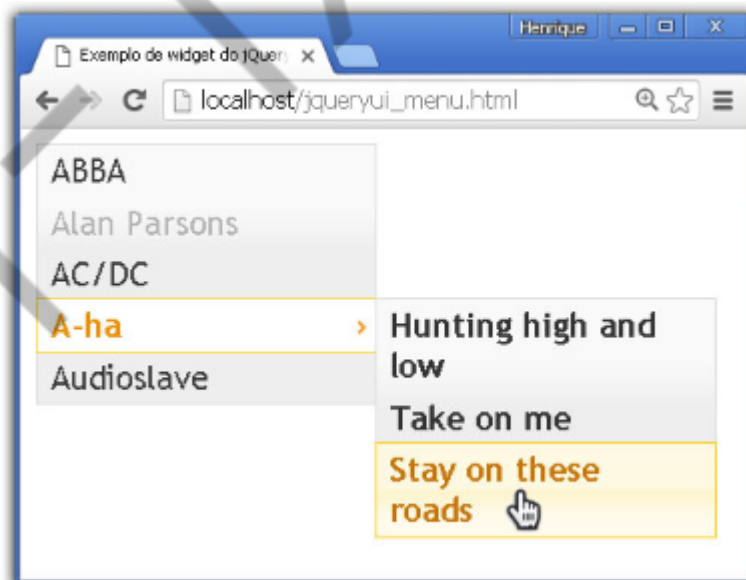 Henrique
Exemplo de widget do jQuery
localhost/jqueryui_menu.html
ABBA
Alan Parsons
AC/DC
A-ha
Audioslave
Hunting high and
low
Take on me
Stay on these
roads